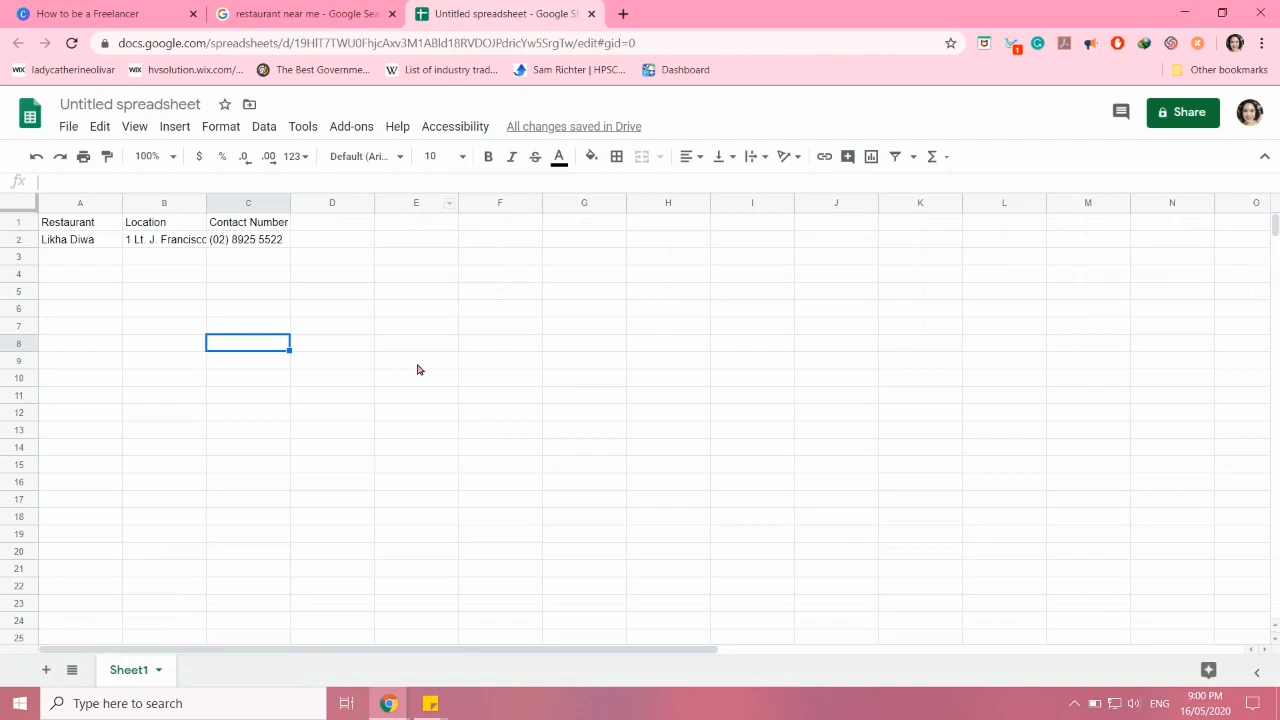 How to be a Freelancer
restaurant near me - Google Sea
Untitled spreadsheet - Google Sh
docs.google.com/spreadsheets/d/19HIT7TWU0FhjcAxv3M1ABld18RVDOJPdricYw5SrgTw/edit#gid=0
WIX ladycatherineolivar
WIX hvsolution.wix.com/...
The Best Governme...
W List of industry trad...
Sam Richter | HPSC...
Dashboard
Other bookmarks
Untitled spreadsheet
File Edit View Insert Format Data Tools Add-ons Help Accessibility All changes saved in Drive
Share
100% $ % .0 .00 123 Default (Ari... 10 B I S A Σ
fx
A B C D E F G H I J K L M N O
1 Restaurant Location Contact Number
2 Likha Diwa 1 Lt. J. Francisco (02) 8925 5522
3
4
5
6
7
8
9
10
11
12
13
14
15
16
17
18
19
20
21
22
23
24
25
Sheet1
Type here to search
ENG
9:00 PM
16/05/2020